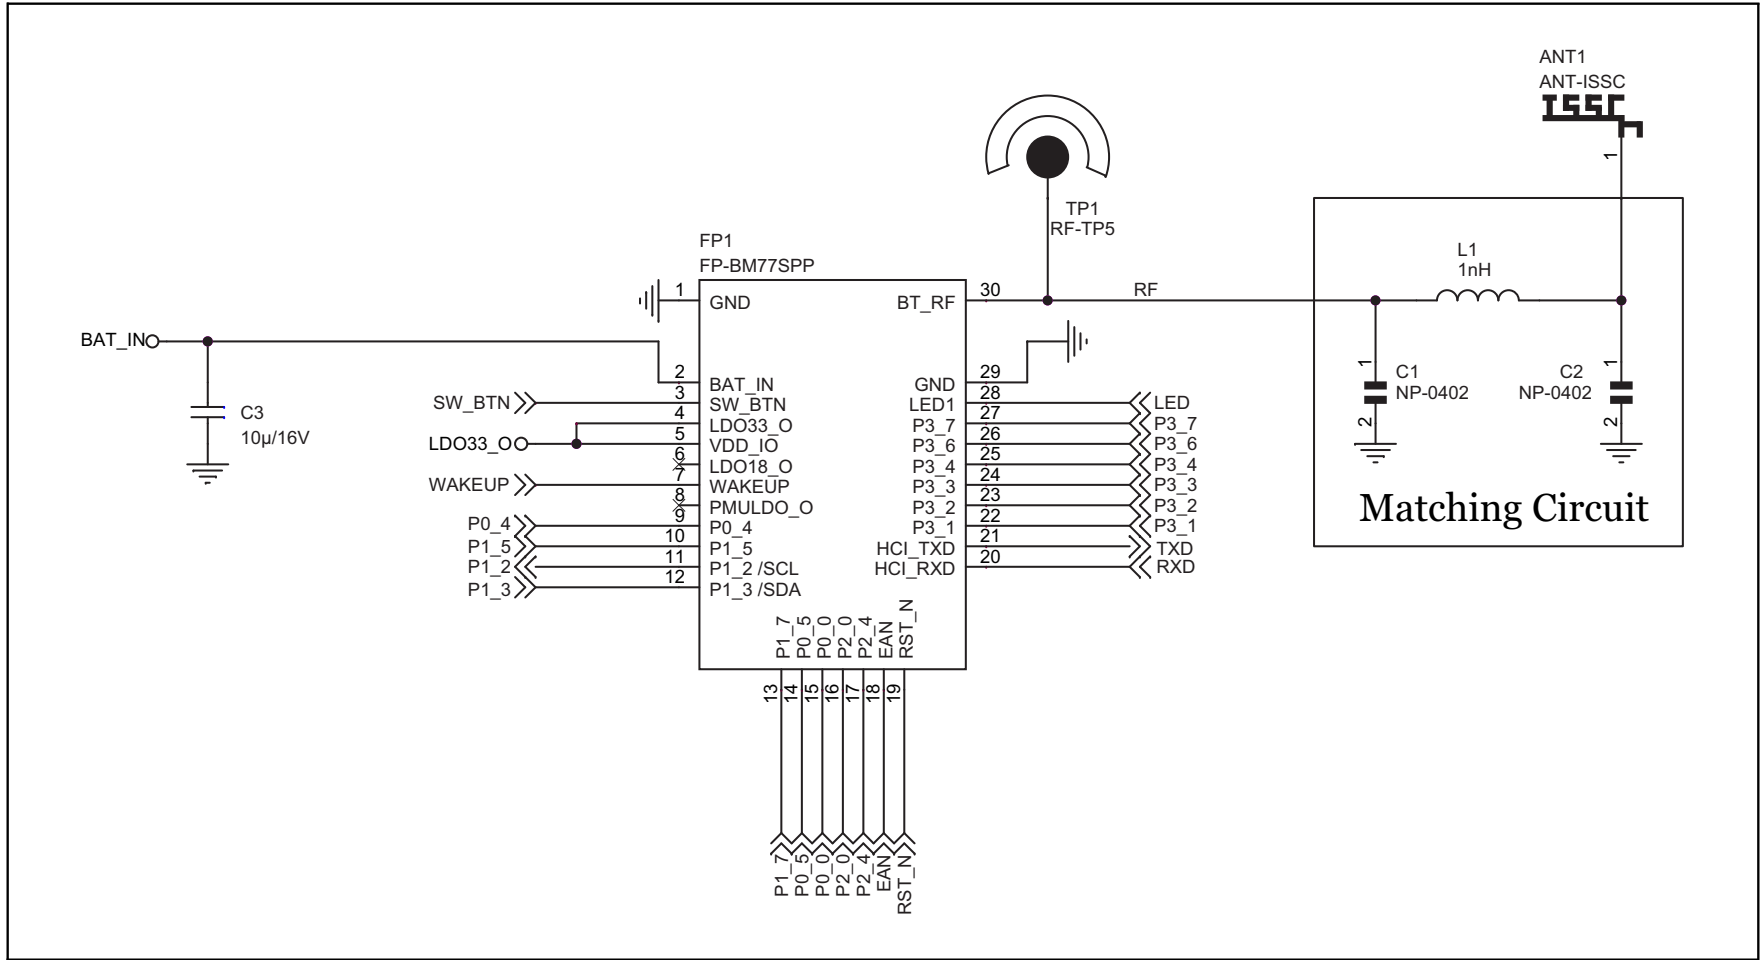 ANT1
ANT-ISSC
ISSC
1
TP1
RF-TP5
FP1
FP-BM77SPP
L1
1nH
1 GND
BT_RF 30
RF
BAT_IN
2 BAT_IN
GND 29
SW_BTN 3 SW_BTN
LED1 28 LED
4 LDO33_O
P3_7 27 P3_7
LDO33_O 5 VDD_IO
P3_6 26 P3_6
6 LDO18_O
P3_4 25 P3_4
WAKEUP 7 WAKEUP
P3_3 24 P3_3
8 PMULDO_O
P3_2 23 P3_2
P0_4 9 P0_4
P3_1 22 P3_1
P1_5 10 P1_5
HCI_TXD 21 TXD
P1_2 11 P1_2 /SCL
HCI_RXD 20 RXD
P1_3 12 P1_3 /SDA
C3
10µ/16V
1
C1
NP-0402
2
1
C2
NP-0402
2
Matching Circuit
P1_7 P0_5 P0_0 P2_0 P2_4 EAN RST_N
13 14 15 16 17 18 19
P1_7 P0_5 P0_0 P2_0 P2_4 EAN RST_N